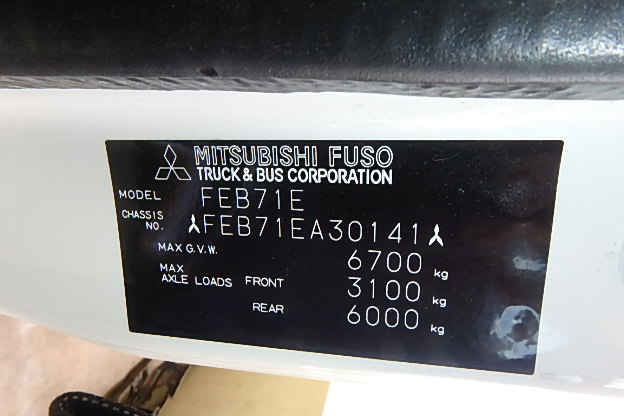 MITSUBISHI FUSO
TRUCK & BUS CORPORATION
MODEL FEB71E
CHASSIS NO. FEB71EA30141
MAX G.V.W. 6700 kg
MAX AXLE LOADS FRONT 3100 kg
REAR 6000 kg